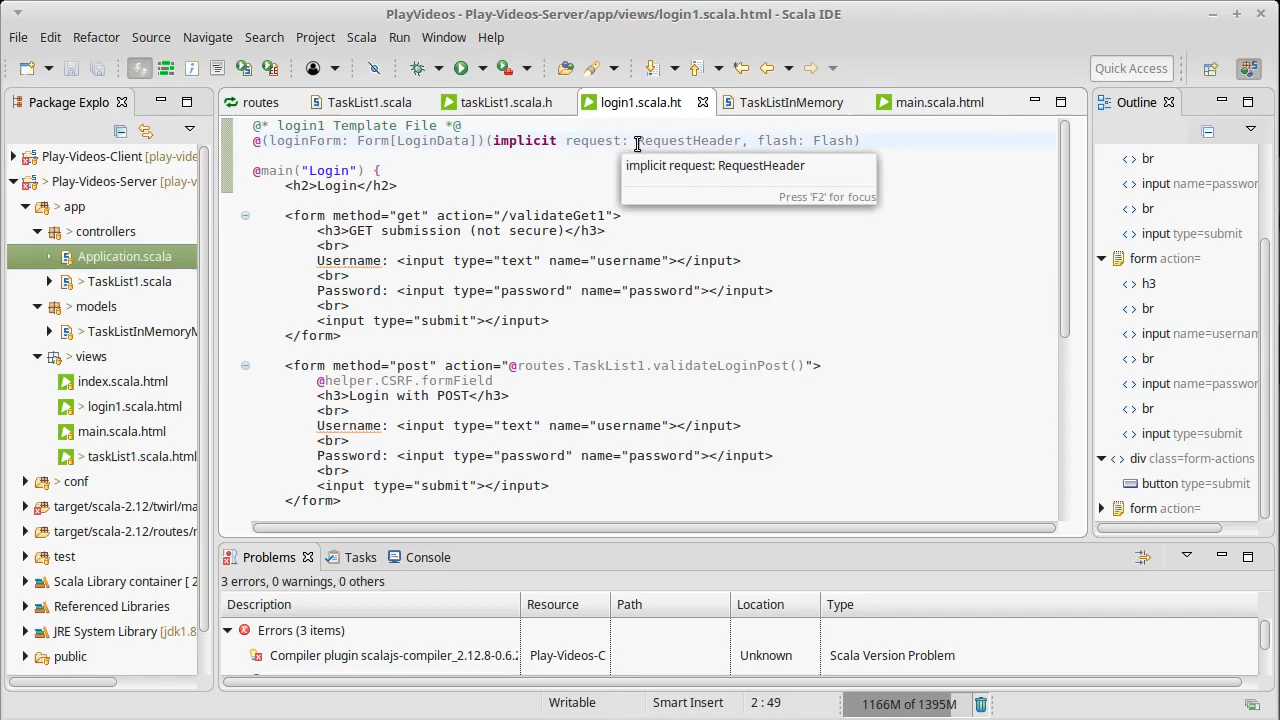 PlayVideos - Play-Videos-Server/app/views/login1.scala.html - Scala IDE
File Edit Refactor Source Navigate Search Project Scala Run Window Help
Quick Access
Package Explo
Play-Videos-Client [play-vide
Play-Videos-Server [play-vid
app
controllers
Application.scala
> TaskList1.scala
> models
> TaskListInMemoryM
> views
index.scala.html
> login1.scala.html
main.scala.html
> taskList1.scala.html
> conf
target/scala-2.12/twirl/ma
target/scala-2.12/routes/r
test
Scala Library container [ 2
Referenced Libraries
JRE System Library [jdk1.8
public
routes TaskList1.scala taskList1.scala.h login1.scala.ht TaskListInMemory main.scala.html
@* login1 Template File *@
@(loginForm: Form[LoginData])(implicit request: RequestHeader, flash: Flash)
implicit request: RequestHeader
Press 'F2' for focus
@main("Login") {
<h2>Login</h2>
<form method="get" action="/validateGet1">
<h3>GET submission (not secure)</h3>
<br>
Username: <input type="text" name="username"></input>
<br>
Password: <input type="password" name="password"></input>
<br>
<input type="submit"></input>
</form>
<form method="post" action="@routes.TaskList1.validateLoginPost()">
@helper.CSRF.formField
<h3>Login with POST</h3>
<br>
Username: <input type="text" name="username"></input>
<br>
Password: <input type="password" name="password"></input>
<br>
<input type="submit"></input>
</form>
Outline
br
input name=passwor
br
input type=submit
form action=
h3
br
input name=usernam
br
input name=passwor
br
input type=submit
div class=form-actions
button type=submit
form action=
Problems Tasks Console
3 errors, 0 warnings, 0 others
Description Resource Path Location Type
Errors (3 items)
Compiler plugin scalajs-compiler_2.12.8-0.6.2 Play-Videos-C Unknown Scala Version Problem
Writable Smart Insert 2 : 49 1166M of 1395M